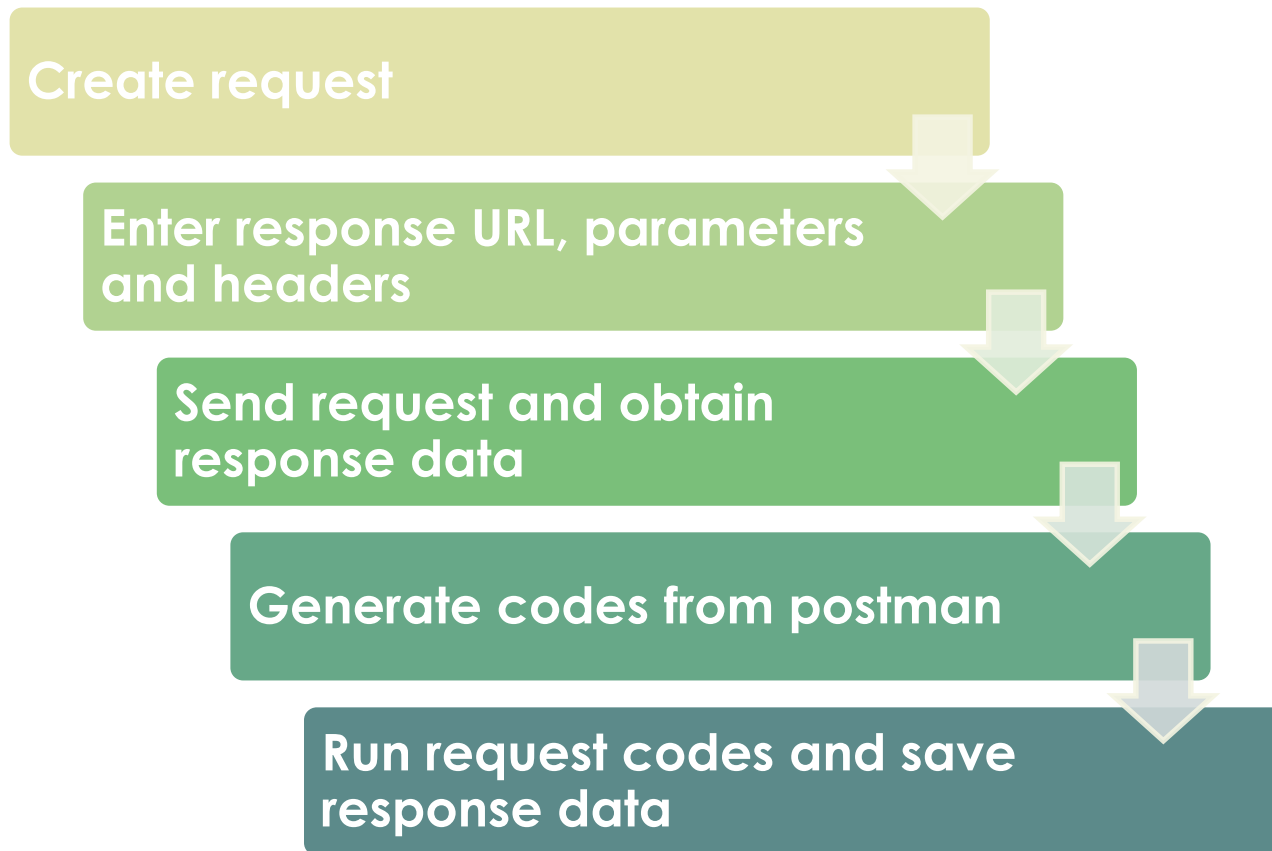 Create request
Enter response URL, parameters
and headers
Send request and obtain
response data
Generate codes from postman
Run request codes and save
response data